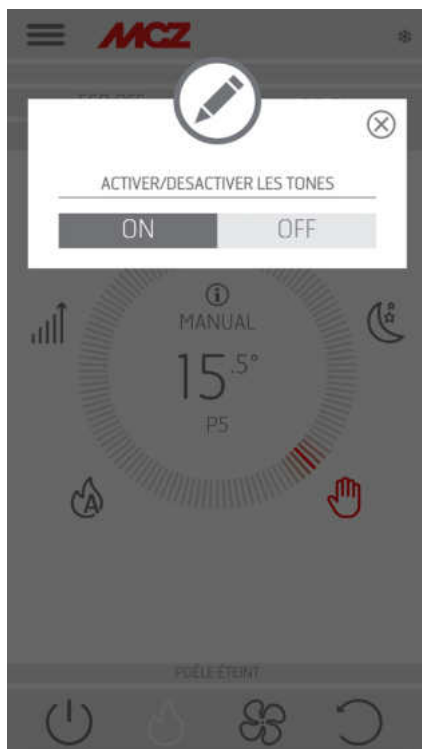 MCZ
ACTIVER/DESACTIVER LES TONES
ON OFF
MANUAL
15.5°
P5
A
POÊLE ÉTEINT